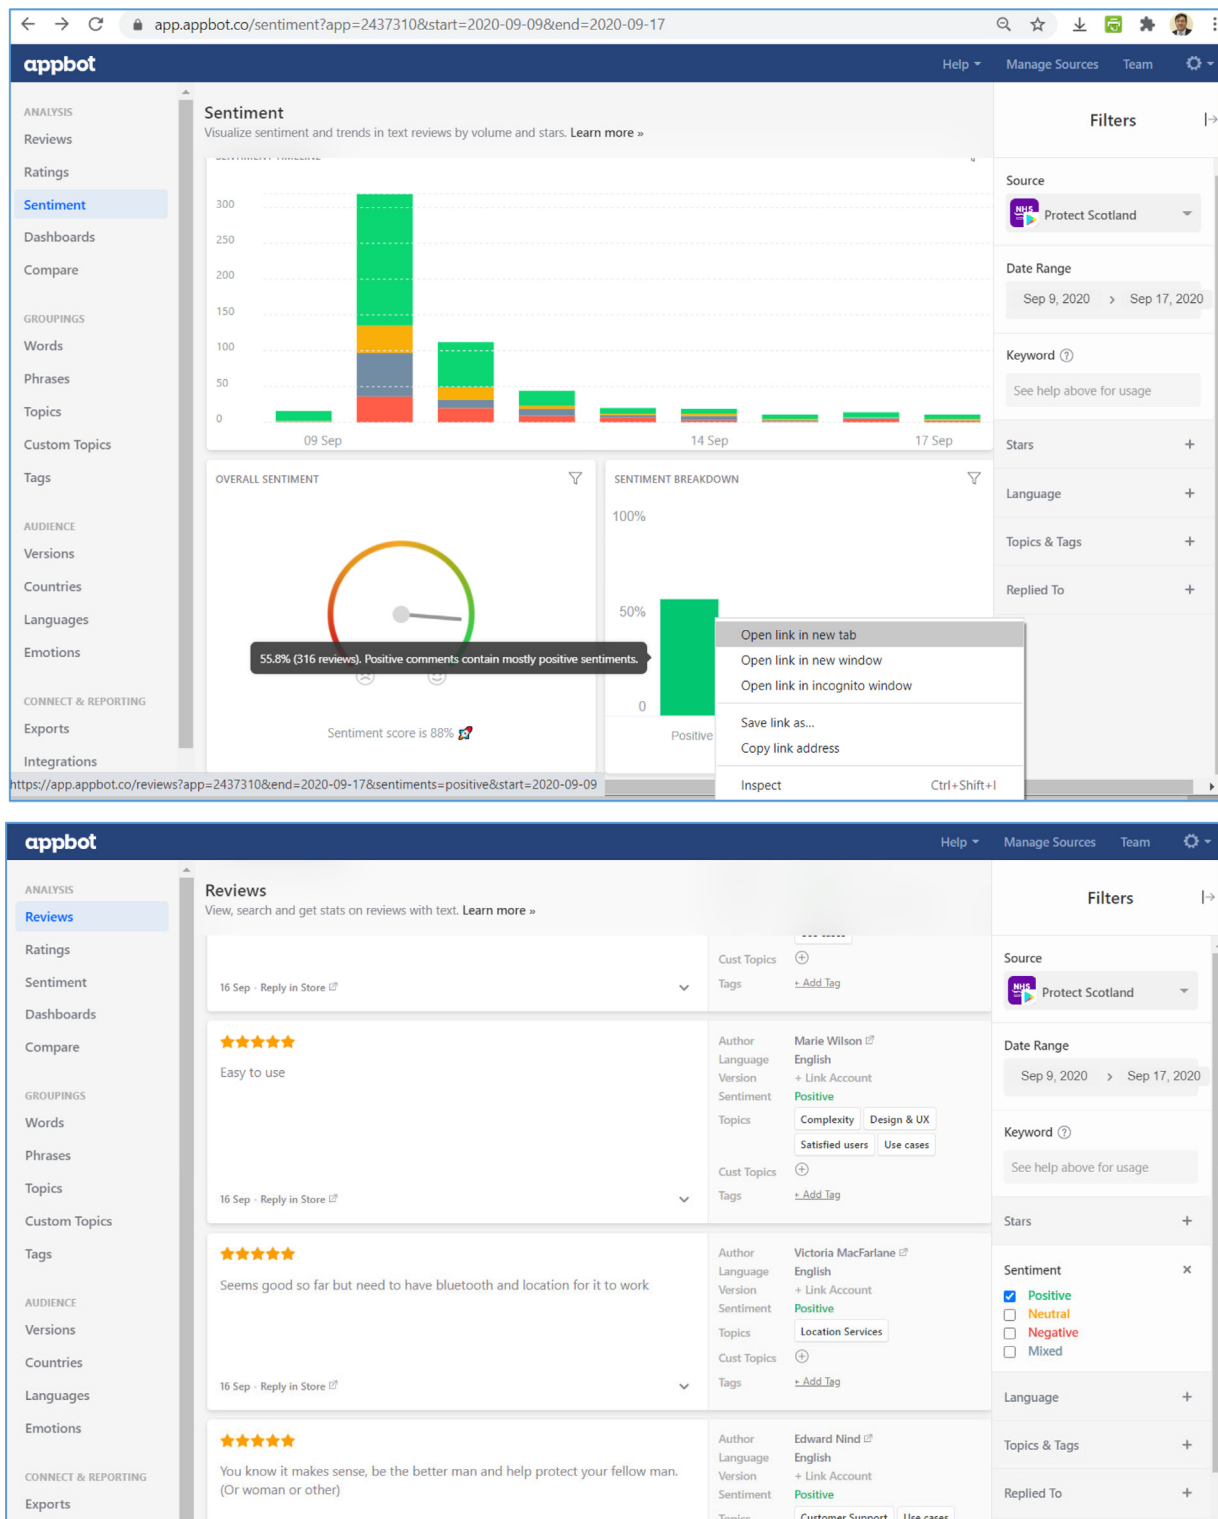 app.appbot.co/sentiment?app=2437310&start=2020-09-09&end=2020-09-17
appbot
Help
Manage Sources
Team
ANALYSIS
Reviews
Ratings
Sentiment
Dashboards
Compare
GROUPINGS
Words
Phrases
Topics
Custom Topics
Tags
AUDIENCE
Versions
Countries
Languages
Emotions
CONNECT & REPORTING
Exports
Integrations
https://app.appbot.co/reviews?app=2437310&end=2020-09-17&sentiments=positive&start=2020-09-09
Sentiment
Visualize sentiment and trends in text reviews by volume and stars. Learn more »
SENTIMENT TIMELINE
300
250
200
150
100
50
0
09 Sep
14 Sep
17 Sep
OVERALL SENTIMENT
55.8% (316 reviews). Positive comments contain mostly positive sentiments.
Sentiment score is 88% 🚀
SENTIMENT BREAKDOWN
100%
50%
0
Positive
Open link in new tab
Open link in new window
Open link in incognito window
Save link as...
Copy link address
Inspect Ctrl+Shift+I
Filters
Source
NHS
Protect Scotland
Date Range
Sep 9, 2020 > Sep 17, 2020
Keyword ?
See help above for usage
Stars +
Language +
Topics & Tags +
Replied To +
appbot
Help
Manage Sources
Team
ANALYSIS
Reviews
Ratings
Sentiment
Dashboards
Compare
GROUPINGS
Words
Phrases
Topics
Custom Topics
Tags
AUDIENCE
Versions
Countries
Languages
Emotions
CONNECT & REPORTING
Exports
Reviews
View, search and get stats on reviews with text. Learn more »
Use cases
Cust Topics
Tags + Add Tag
16 Sep - Reply in Store
Easy to use
16 Sep - Reply in Store
Author Marie Wilson
Language English
Version + Link Account
Sentiment Positive
Topics Complexity Design & UX
Satisfied users Use cases
Cust Topics
Tags + Add Tag
Seems good so far but need to have bluetooth and location for it to work
16 Sep - Reply in Store
Author Victoria MacFarlane
Language English
Version + Link Account
Sentiment Positive
Topics Location Services
Cust Topics
Tags + Add Tag
You know it makes sense, be the better man and help protect your fellow man.
(Or woman or other)
Author Edward Nind
Language English
Version + Link Account
Sentiment Positive
Topics Customer Support Use cases
Filters
Source
NHS
Protect Scotland
Date Range
Sep 9, 2020 > Sep 17, 2020
Keyword ?
See help above for usage
Stars +
Sentiment ×
Positive
Neutral
Negative
Mixed
Language +
Topics & Tags +
Replied To +